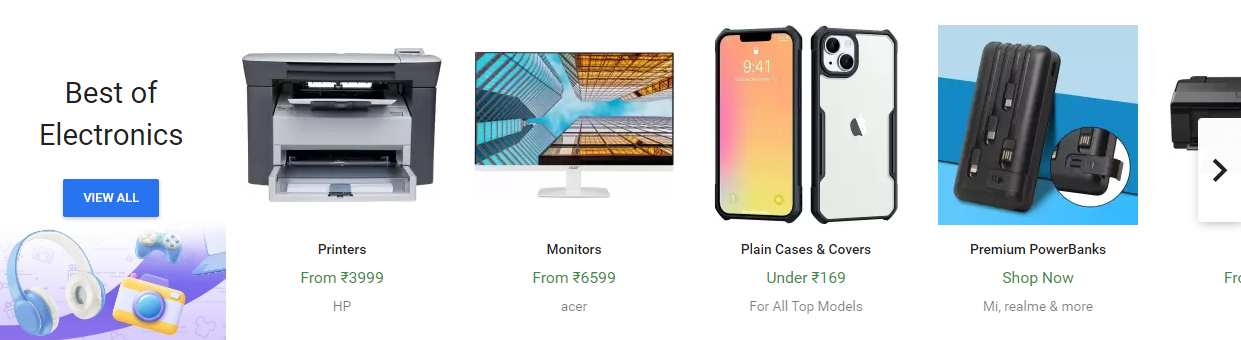 Best of
Electronics
VIEW ALL
9:41
Printers
From ₹3999
HP
Monitors
From ₹6599
acer
Plain Cases & Covers
Under ₹169
For All Top Models
Premium PowerBanks
Shop Now
Mi, realme & more